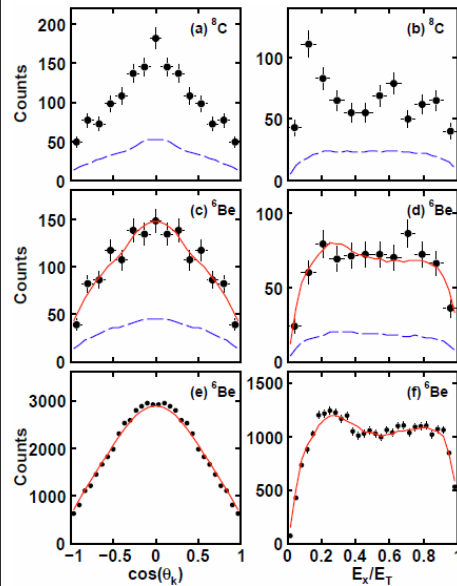 (a) ⁸C
(b) ⁸C
200
150
100
50
0
Counts
100
50
0
(c) ⁶Be
(d) ⁶Be
150
100
50
0
Counts
100
50
0
(e) ⁶Be
(f) ⁶Be
3000
2000
1000
0
Counts
1500
1000
500
0
-1 -0.5 0 0.5 1
0 0.2 0.4 0.6 0.8 1
cos(θk)
Ex/ET